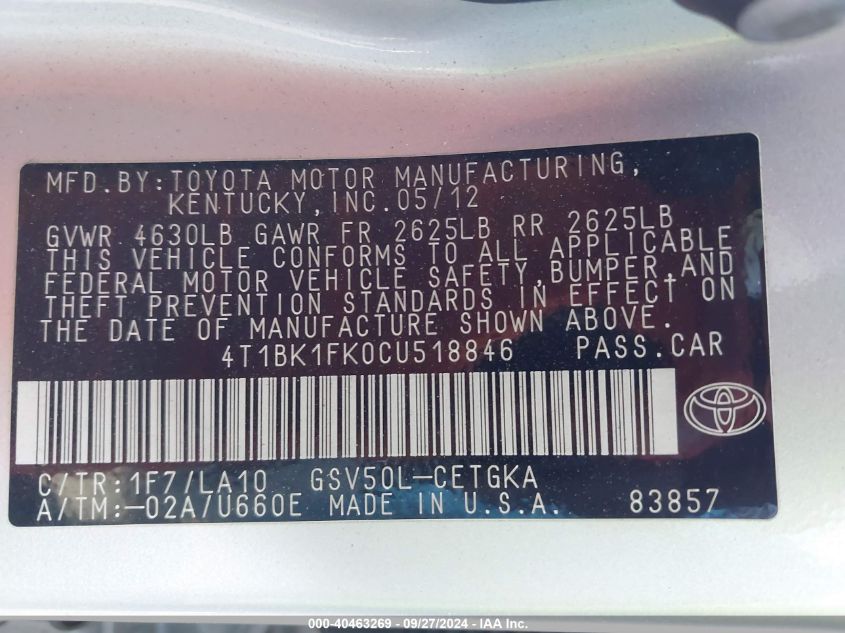 MFD.BY:TOYOTA MOTOR MANUFACTURING,
KENTUCKY,INC.05/12
GVWR 4630LB GAWR FR 2625LB RR 2625LB
THIS VEHICLE CONFORMS TO ALL APPLICABLE
FEDERAL MOTOR VEHICLE SAFETY,BUMPER,AND
THEFT PREVENTION STANDARDS IN EFFECT ON
THE DATE OF MANUFACTURE SHOWN ABOVE.
4T1BK1FK0CU518846 PASS.CAR
C/TR:1F7/LA10 GSV50L-CETGKA
A/TM:-02A/U660E MADE IN U.S.A. 83857
000-40463269 - 09/27/2024 - IAA Inc.